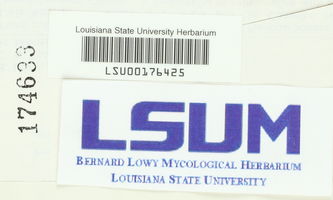 Louisiana State University Herbarium
LSU00176425
174633
LSUM
BERNARD LOWY MYCOLOGICAL HERBARIUM
LOUISIANA STATE UNIVERSITY